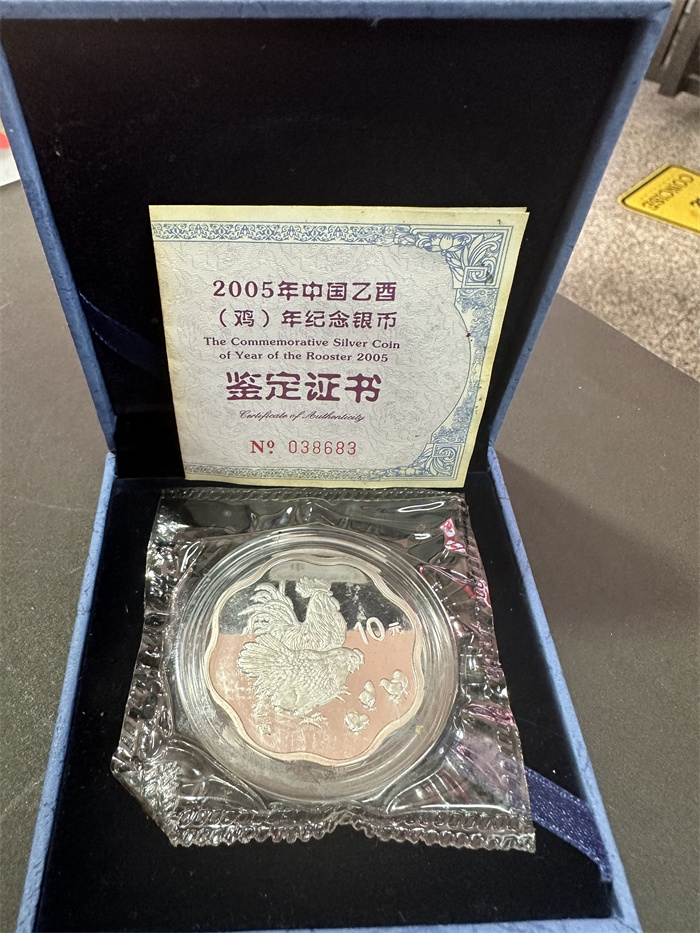 2005年中国乙酉
（鸡）年纪念银币
The Commemorative Silver Coin
of Year of the Rooster 2005
鉴定证书
Certificate of Authenticity
Nº 038683
10元